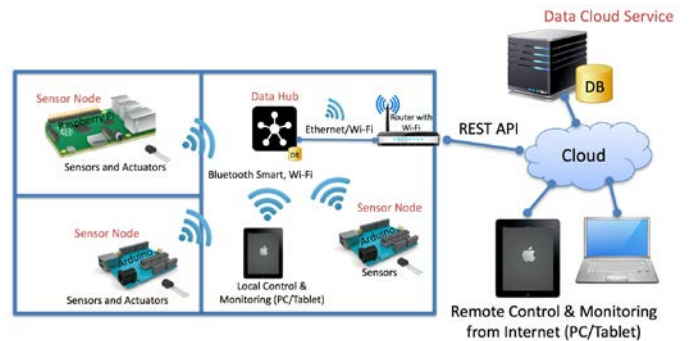 Data Cloud Service
DB
Sensor Node
Raspberry Pi
Sensors and Actuators
Data Hub
DB
Ethernet/Wi-Fi
Router with
Wi-Fi
REST API
Cloud
Bluetooth Smart, Wi-Fi
Sensor Node
Arduino
Sensors and Actuators
Local Control &
Monitoring (PC/Tablet)
Sensor Node
Arduino
Sensors
Remote Control & Monitoring
from Internet (PC/Tablet)